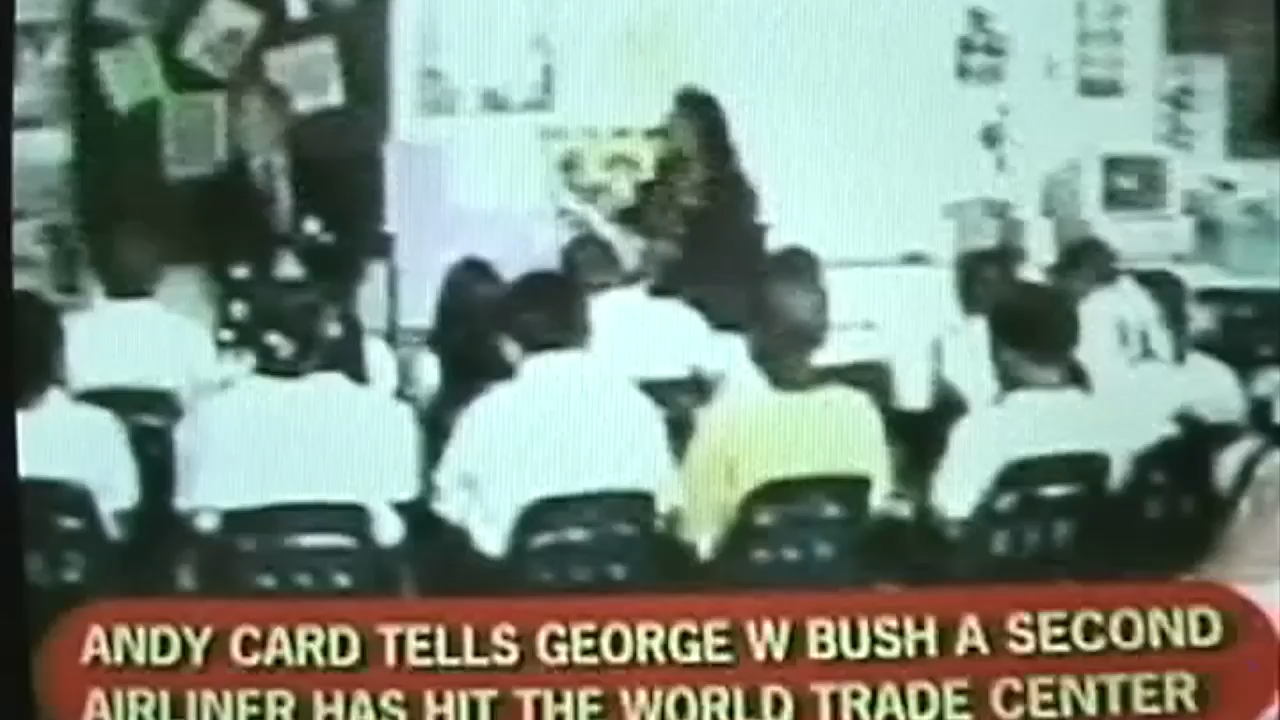 ANDY CARD TELLS GEORGE W BUSH A SECOND
AIRLINER HAS HIT THE WORLD TRADE CENTER